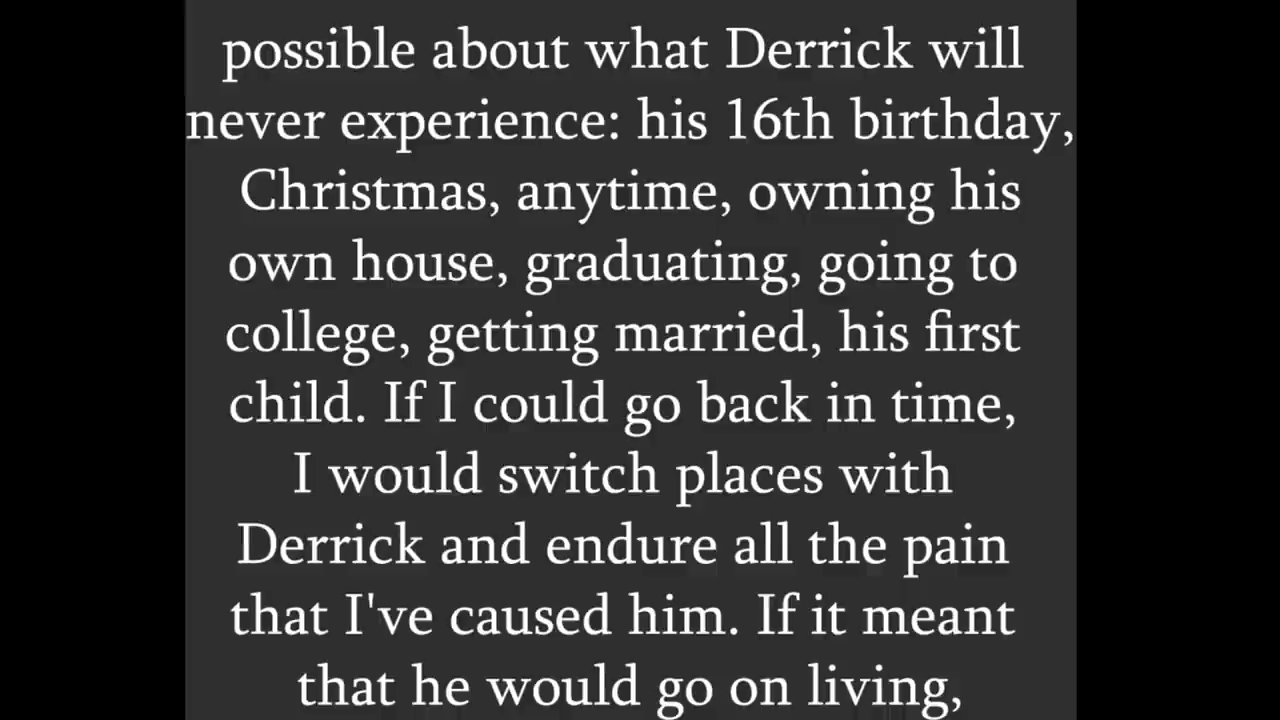 possible about what Derrick will
never experience: his 16th birthday,
Christmas, anytime, owning his
own house, graduating, going to
college, getting married, his first
child. If I could go back in time,
I would switch places with
Derrick and endure all the pain
that I've caused him. If it meant
that he would go on living,